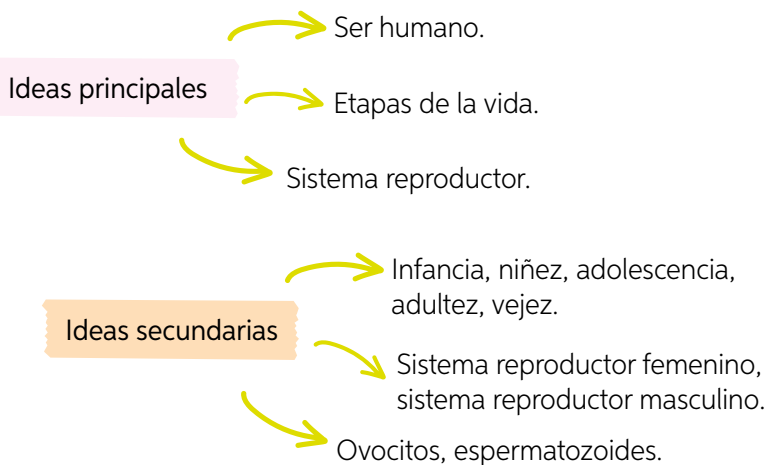 Ser humano.
Ideas principales
Etapas de la vida.
Sistema reproductor.
Infancia, niñez, adolescencia,
adultez, vejez.
Ideas secundarias
Sistema reproductor femenino,
sistema reproductor masculino.
Ovocitos, espermatozoides.